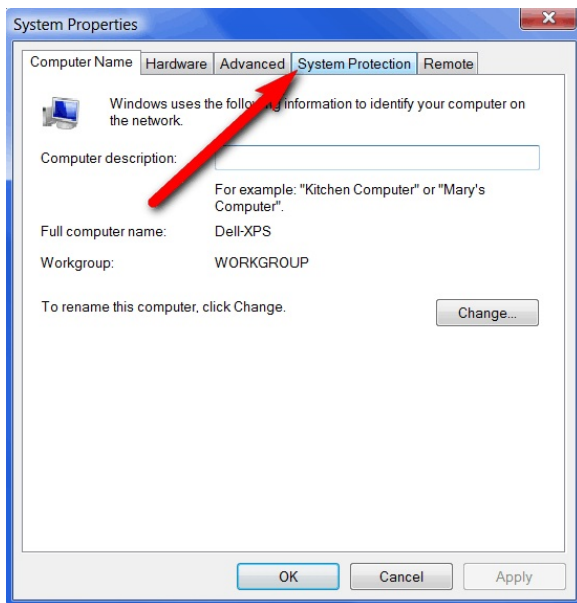 System Properties
Computer Name Hardware Advanced System Protection Remote
Windows uses the following information to identify your computer on
the network.
Computer description:
For example: "Kitchen Computer" or "Mary's
Computer".
Full computer name: Dell-XPS
Workgroup: WORKGROUP
To rename this computer, click Change.
Change...
OK Cancel Apply